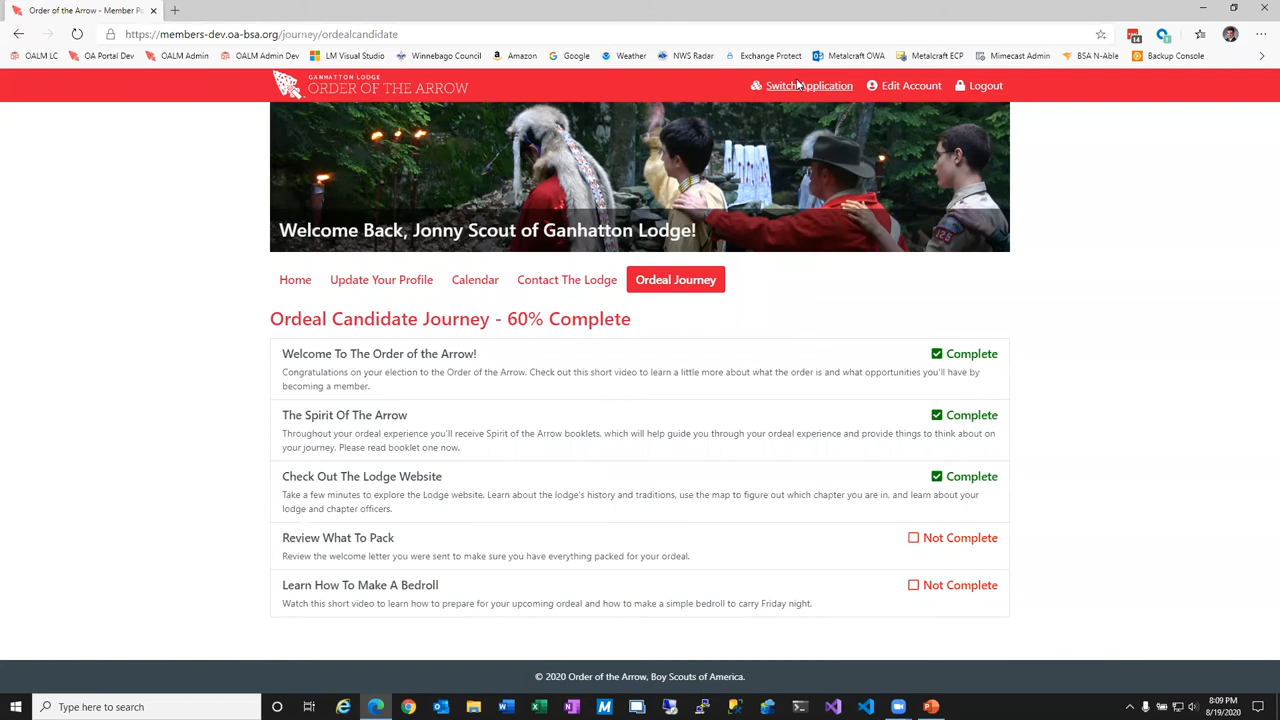 Order of the Arrow - Member Po
https://members-dev.oa-bsa.org/journey/ordealcandidate
14
OALM LC OA Portal Dev OALM Admin OALM Admin Dev LM Visual Studio Winnebago Council Amazon Google Weather NWS Radar Exchange Protect Metalcraft OWA Metalcraft ECP Mimecast Admin BSA N-Able Backup Console
GANHATTON LODGE
ORDER OF THE ARROW
Switch Application Edit Account Logout
125
Welcome Back, Jonny Scout of Ganhatton Lodge!
Home Update Your Profile Calendar Contact The Lodge Ordeal Journey
Ordeal Candidate Journey - 60% Complete
Welcome To The Order of the Arrow! Complete
Congratulations on your election to the Order of the Arrow. Check out this short video to learn a little more about what the order is and what opportunities you'll have by
becoming a member.
The Spirit Of The Arrow Complete
Throughout your ordeal experience you'll receive Spirit of the Arrow booklets, which will help guide you through your ordeal experience and provide things to think about on
your journey. Please read booklet one now.
Check Out The Lodge Website Complete
Take a few minutes to explore the Lodge website. Learn about the lodge's history and traditions, use the map to figure out which chapter you are in, and learn about your
lodge and chapter officers.
Review What To Pack Not Complete
Review the welcome letter you were sent to make sure you have everything packed for your ordeal.
Learn How To Make A Bedroll Not Complete
Watch this short video to learn how to prepare for your upcoming ordeal and how to make a simple bedroll to carry Friday night.
© 2020 Order of the Arrow, Boy Scouts of America.
Type here to search
8:09 PM
8/19/2020